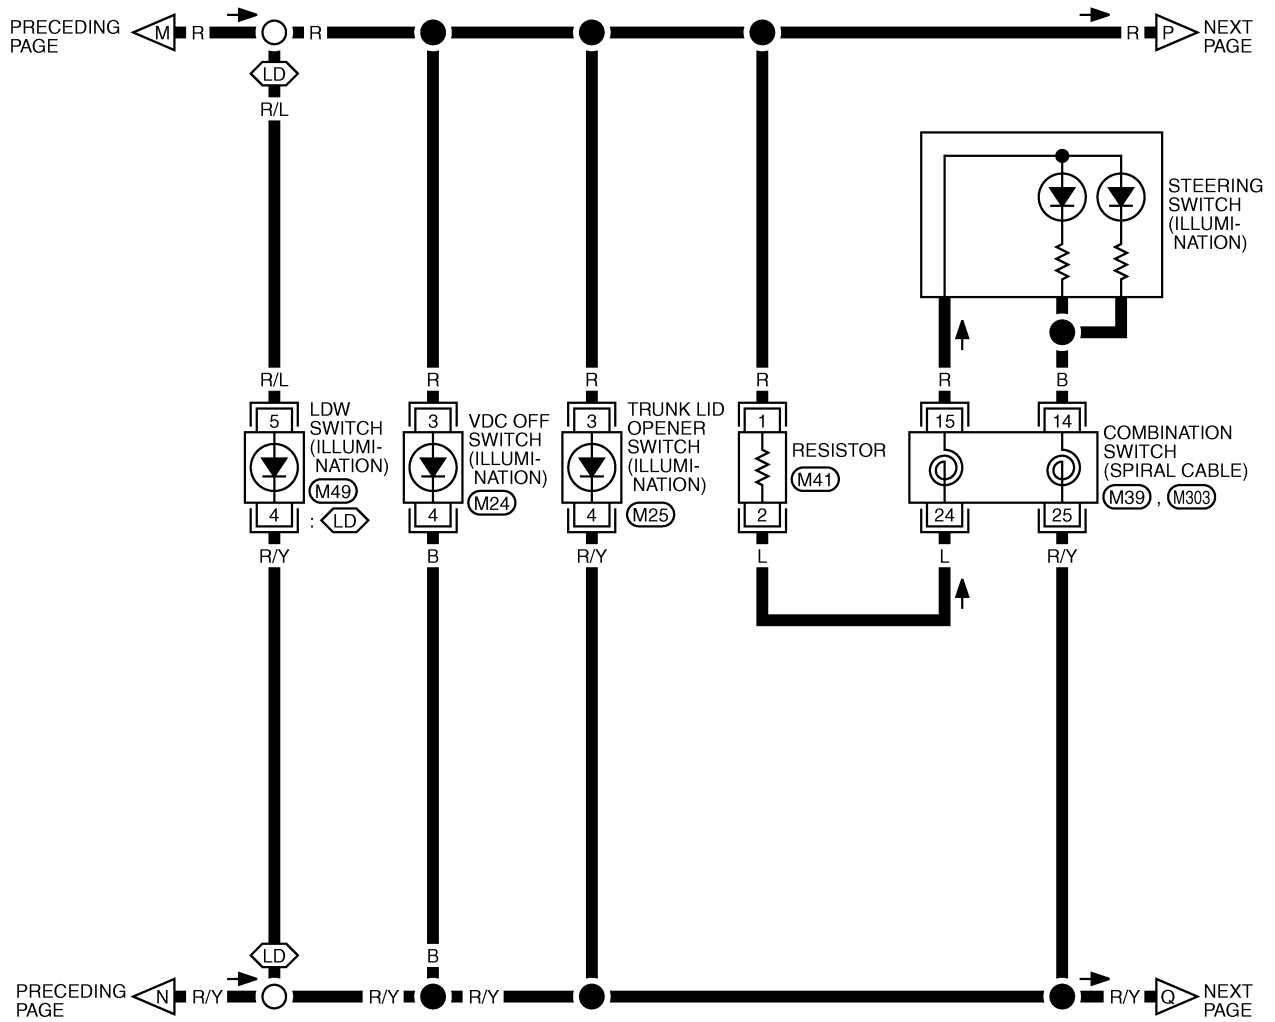 PRECEDING
PAGE
M
R
R
R
P
NEXT
PAGE
LD
R/L
STEERING
SWITCH
(ILLUMI-
NATION)
R/L
R
R
R
R
B
5
LDW
SWITCH
(ILLUMI-
NATION)
M49
4
: LD
3
VDC OFF
SWITCH
(ILLUMI-
NATION)
M24
4
3
TRUNK LID
OPENER
SWITCH
(ILLUMI-
NATION)
M25
4
1
RESISTOR
M41
2
15
14
COMBINATION
SWITCH
(SPIRAL CABLE)
M39 , M303
24
25
R/Y
B
R/Y
L
L
R/Y
LD
B
PRECEDING
PAGE
N
R/Y
R/Y
R/Y
R/Y
Q
NEXT
PAGE